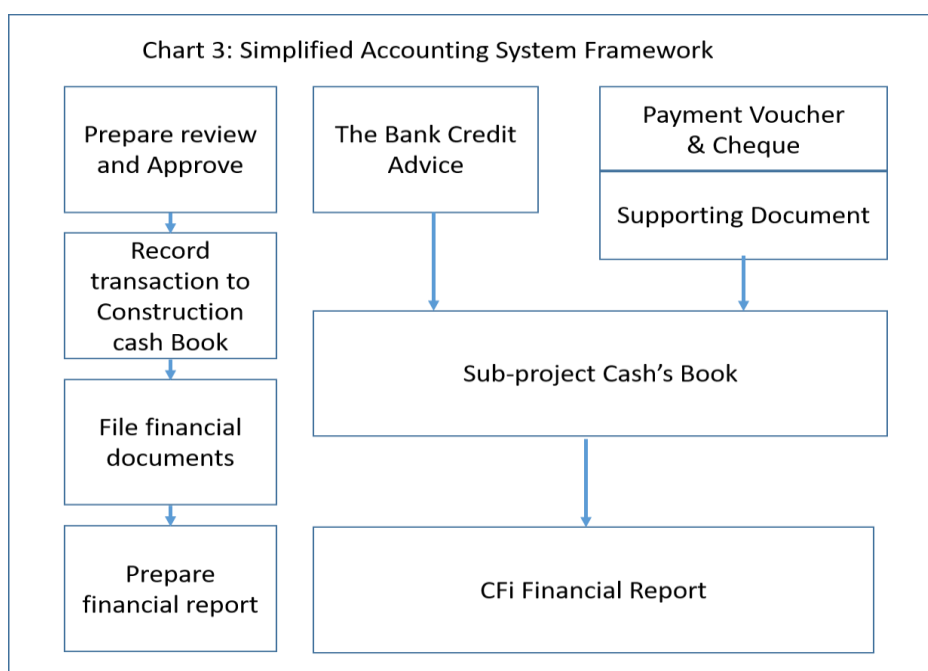 Chart 3: Simplified Accounting System Framework
Prepare review
and Approve
The Bank Credit
Advice
Payment Voucher
& Cheque
Supporting Document
Record
transaction to
Construction
cash Book
Sub-project Cash’s Book
File financial
documents
Prepare
financial report
CFi Financial Report